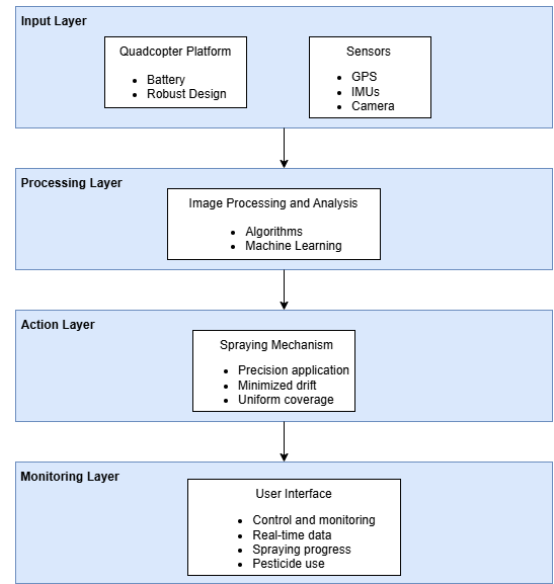 Input Layer
Quadcopter Platform
• Battery
• Robust Design
Sensors
• GPS
• IMUs
• Camera
Processing Layer
Image Processing and Analysis
• Algorithms
• Machine Learning
Action Layer
Spraying Mechanism
• Precision application
• Minimized drift
• Uniform coverage
Monitoring Layer
User Interface
• Control and monitoring
• Real-time data
• Spraying progress
• Pesticide use